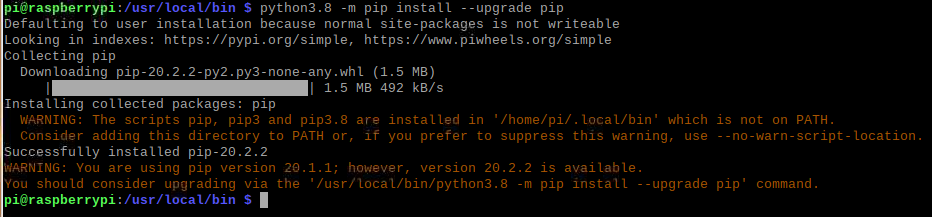 pi@raspberrypi:/usr/local/bin $ python3.8 -m pip install --upgrade pip
Defaulting to user installation because normal site-packages is not writeable
Looking in indexes: https://pypi.org/simple, https://www.piwheels.org/simple
Collecting pip
  Downloading pip-20.2.2-py2.py3-none-any.whl (1.5 MB)
     |████████████████████████████████| 1.5 MB 492 kB/s
Installing collected packages: pip
  WARNING: The scripts pip, pip3 and pip3.8 are installed in '/home/pi/.local/bin' which is not on PATH.
  Consider adding this directory to PATH or, if you prefer to suppress this warning, use --no-warn-script-location.
Successfully installed pip-20.2.2
WARNING: You are using pip version 20.1.1; however, version 20.2.2 is available.
You should consider upgrading via the '/usr/local/bin/python3.8 -m pip install --upgrade pip' command.
pi@raspberrypi:/usr/local/bin $